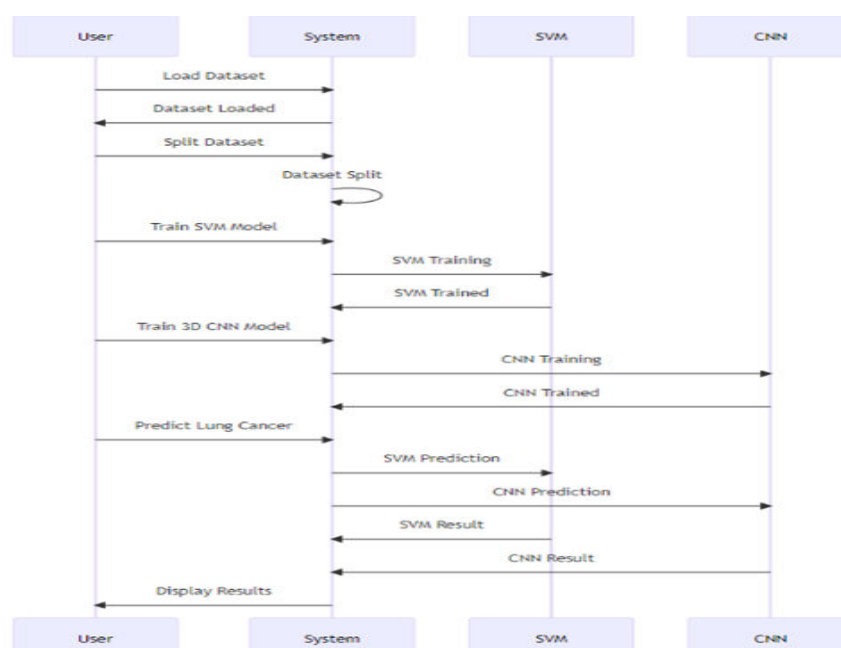 User System SVM CNN
Load Dataset
Dataset Loaded
Split Dataset
Dataset Split
Train SVM Model
SVM Training
SVM Trained
Train 3D CNN Model
CNN Training
CNN Trained
Predict Lung Cancer
SVM Prediction
CNN Prediction
SVM Result
CNN Result
Display Results
User System SVM CNN